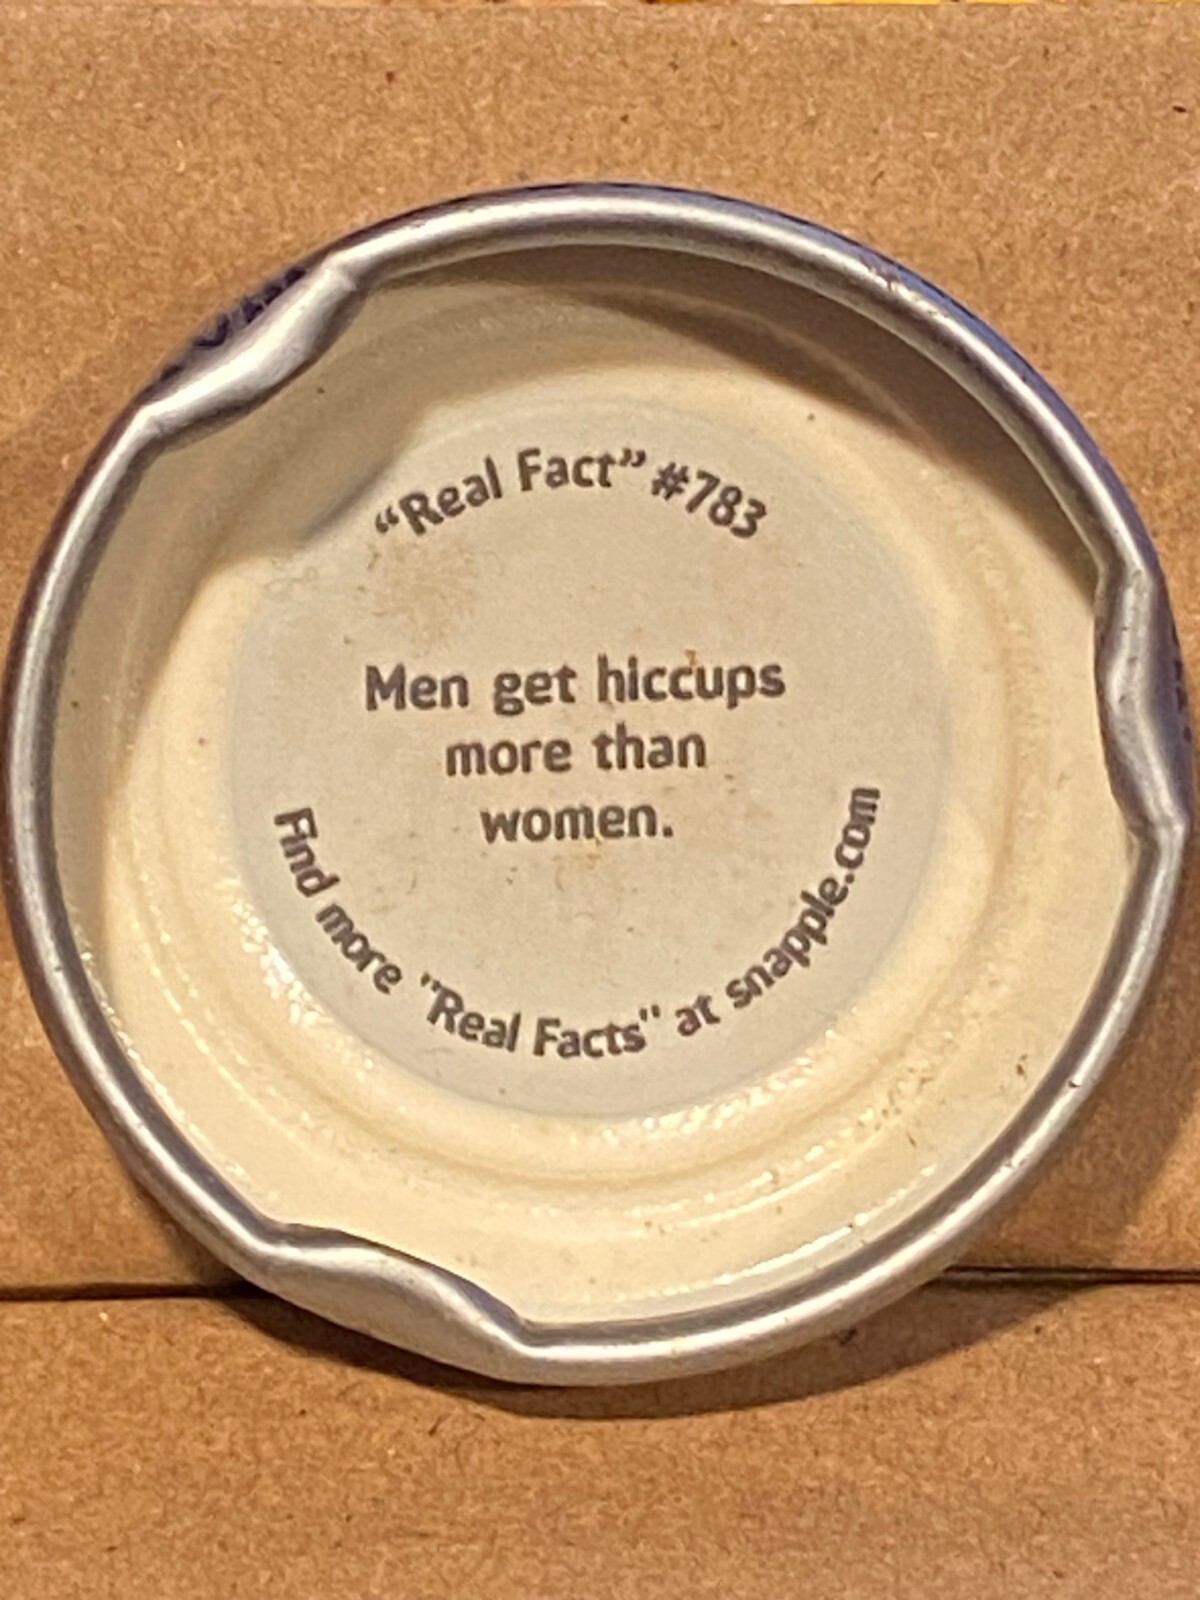 “Real Fact” #783
Men get hiccups
more than
women.
Find more "Real Facts" at snapple.com